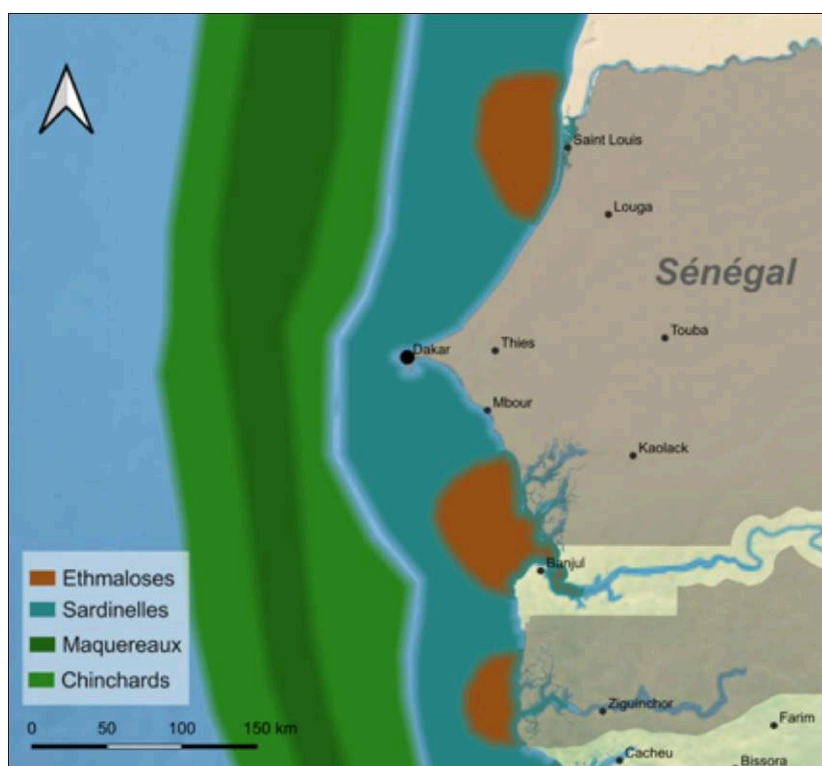 Saint Louis
Louga
Sénégal
Touba
Dakar
Thies
Mbour
Kaolack
Banjul
Ethmaloses
Sardinelles
Maquereaux
Chinchards
0 50 100 150 km
Ziguinchor
Farim
Cacheu
Bissora